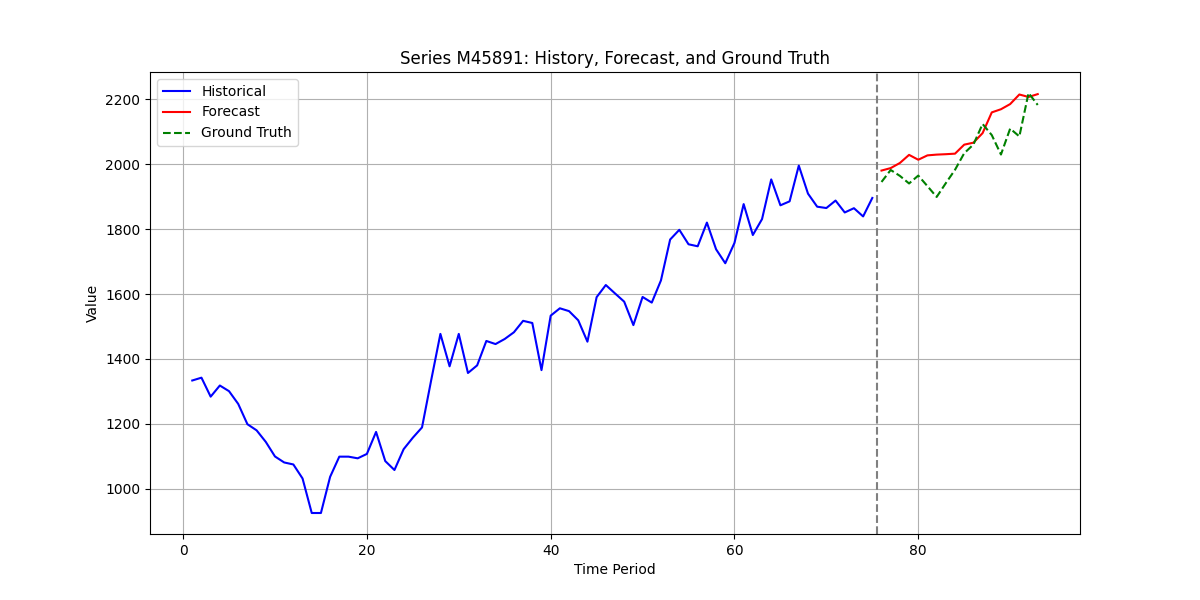 Series M45891: History, Forecast, and Ground Truth
Historical
Forecast
Ground Truth
Value
2200
2000
1800
1600
1400
1200
1000
0 20 40 60 80
Time Period